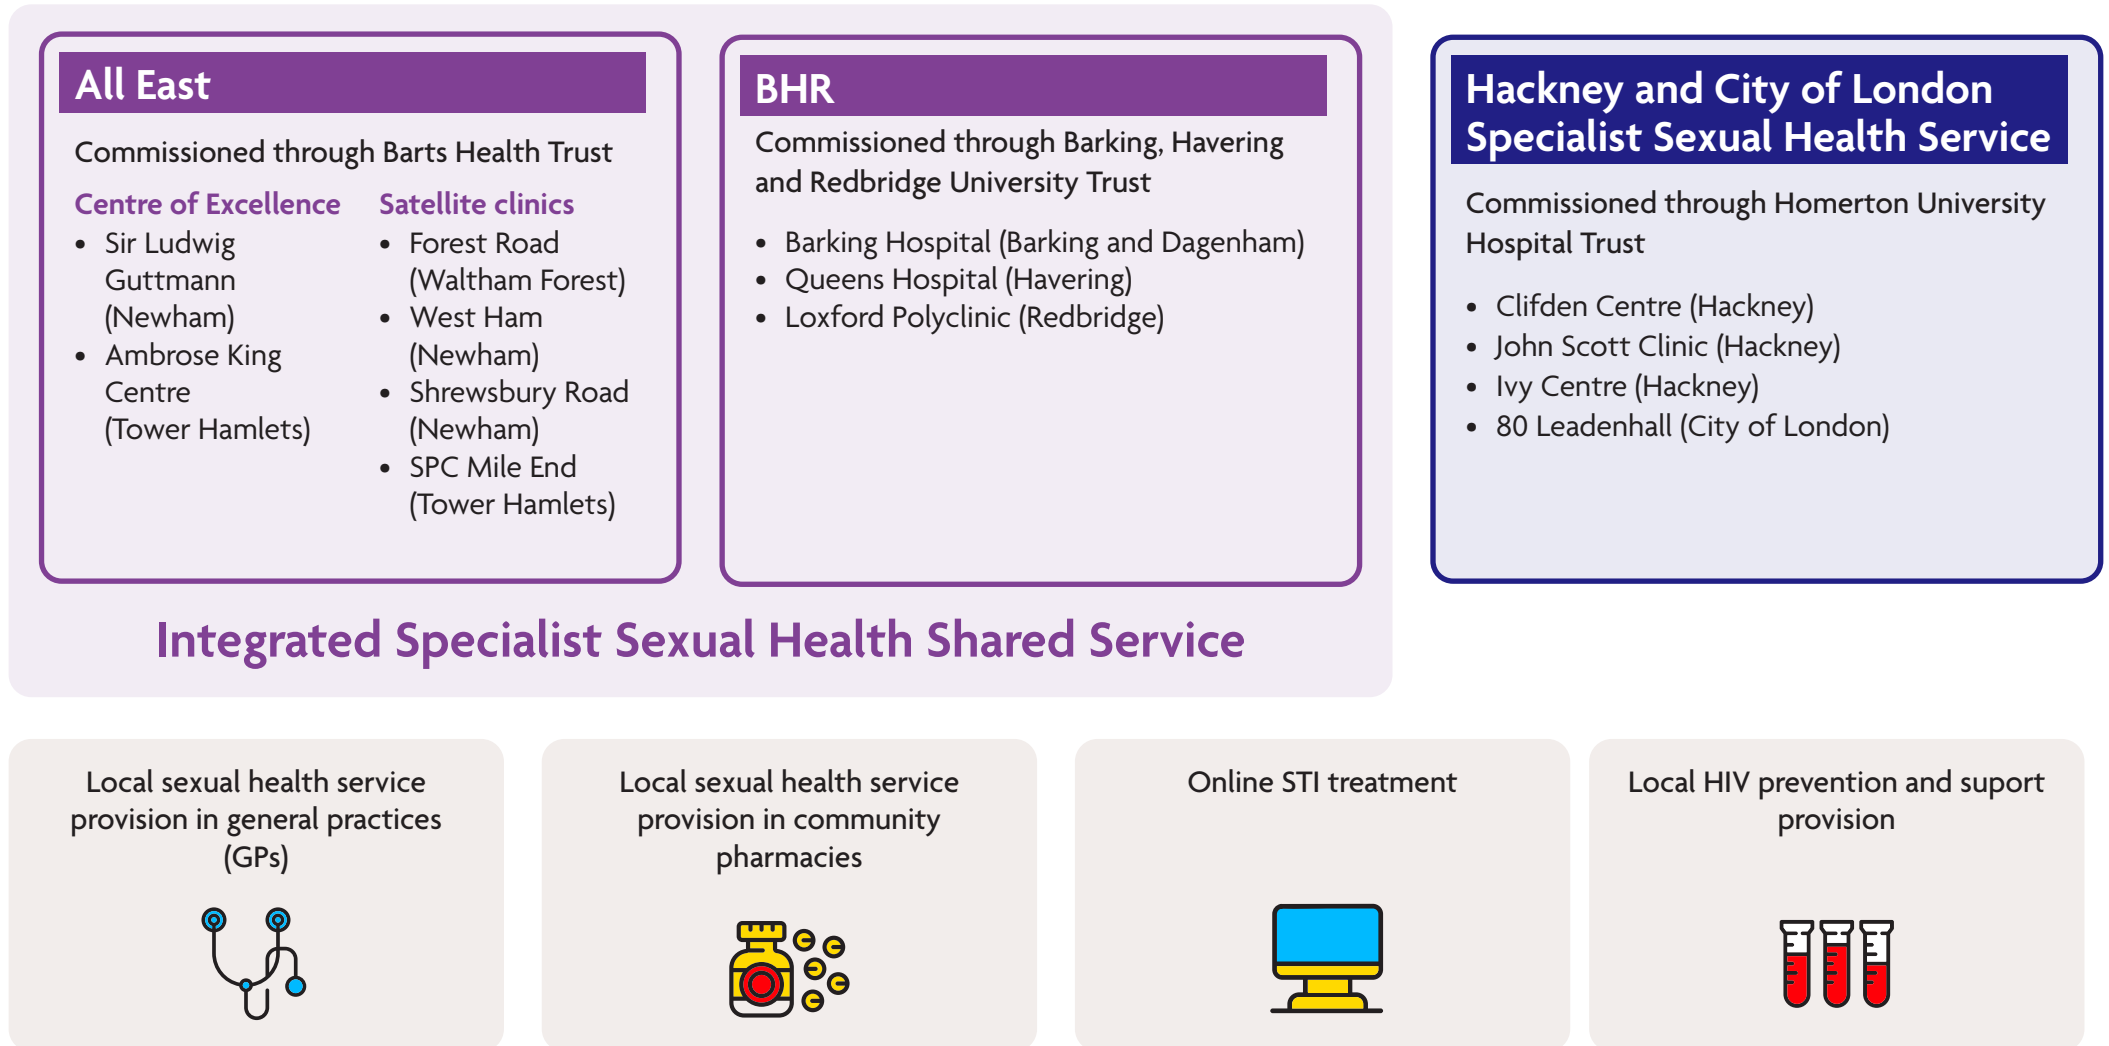 All East
Commissioned through Barts Health Trust
Centre of Excellence
• Sir Ludwig
Guttmann
(Newham)
• Ambrose King
Centre
(Tower Hamlets)
Satellite clinics
• Forest Road
(Waltham Forest)
• West Ham
(Newham)
• Shrewsbury Road
(Newham)
• SPC Mile End
(Tower Hamlets)
BHR
Commissioned through Barking, Havering
and Redbridge University Trust
• Barking Hospital (Barking and Dagenham)
• Queens Hospital (Havering)
• Loxford Polyclinic (Redbridge)
Integrated Specialist Sexual Health Shared Service
Hackney and City of London
Specialist Sexual Health Service
Commissioned through Homerton University
Hospital Trust
• Clifden Centre (Hackney)
• John Scott Clinic (Hackney)
• Ivy Centre (Hackney)
• 80 Leadenhall (City of London)
Local sexual health service
provision in general practices
(GPs)
Local sexual health service
provision in community
pharmacies
Online STI treatment
Local HIV prevention and suport
provision